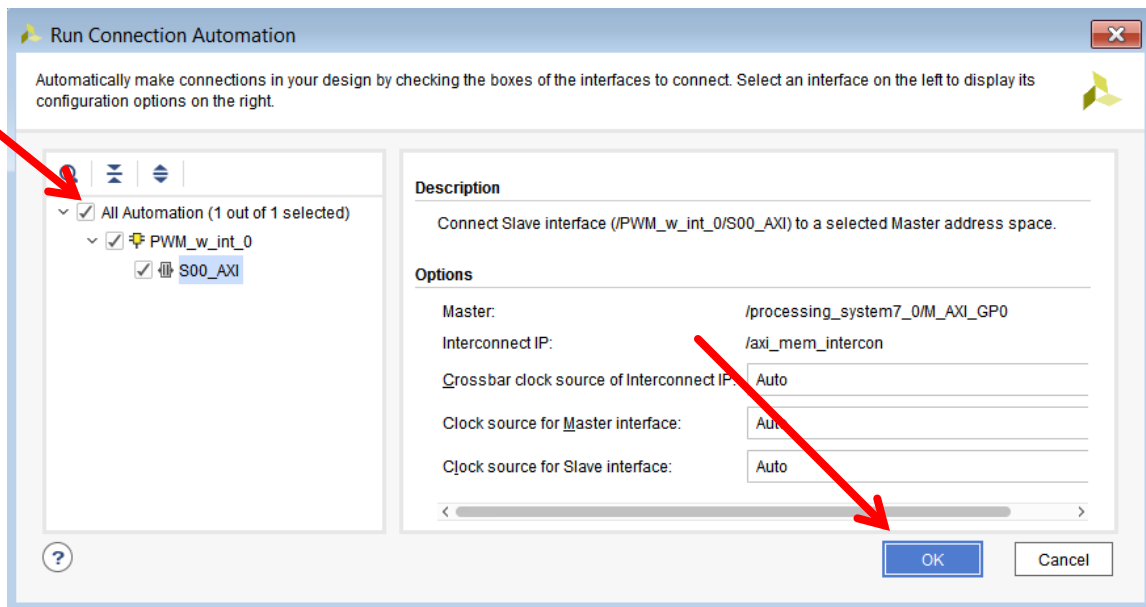 Run Connection Automation
Automatically make connections in your design by checking the boxes of the interfaces to connect. Select an interface on the left to display its
configuration options on the right.
All Automation (1 out of 1 selected)
PWM_w_int_0
S00_AXI
Description
Connect Slave interface (/PWM_w_int_0/S00_AXI) to a selected Master address space.
Options
Master: /processing_system7_0/M_AXI_GP0
Interconnect IP: /axi_mem_intercon
Crossbar clock source of Interconnect IP: Auto
Clock source for Master interface: Auto
Clock source for Slave interface: Auto
? OK Cancel